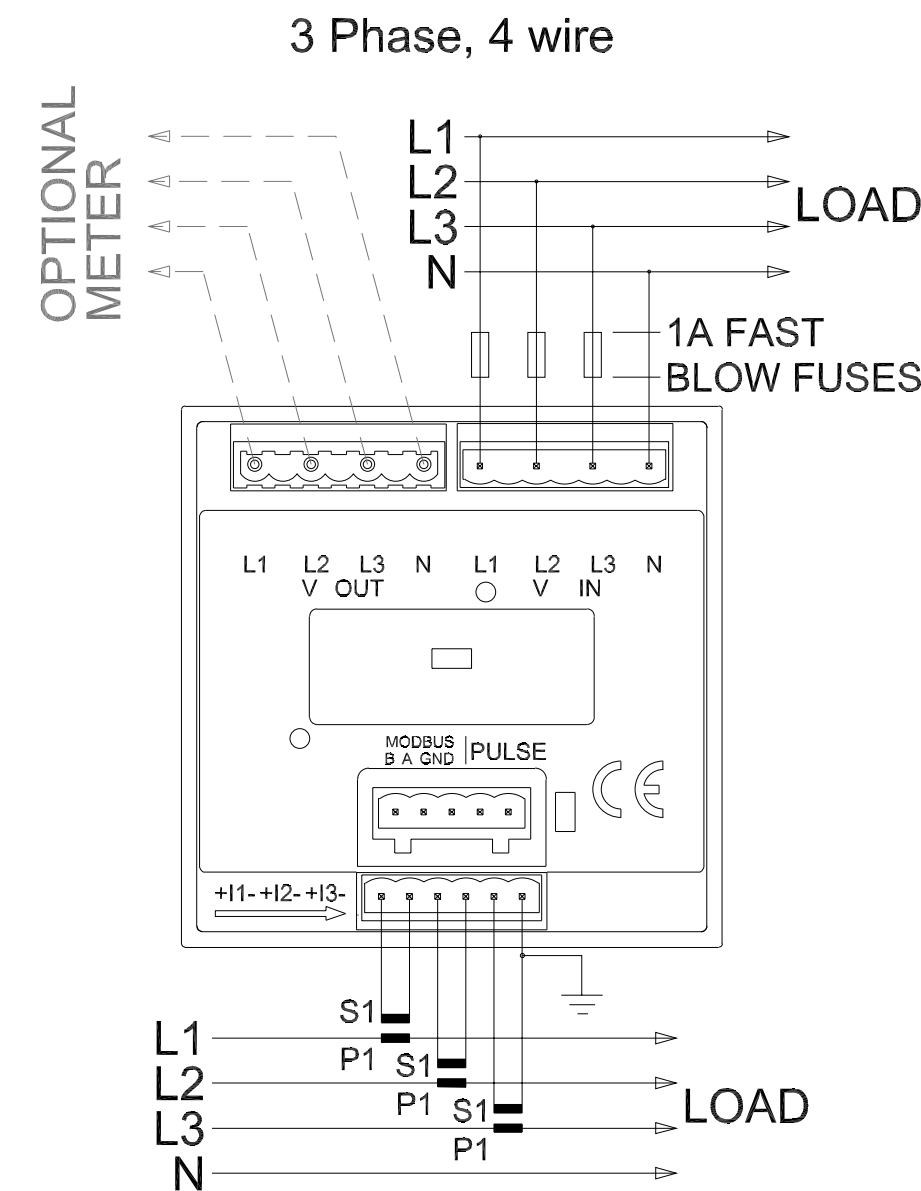 3 Phase, 4 wire
OPTIONAL
METER
L1
L2
L3
N
LOAD
1A FAST
BLOW FUSES
L1 L2 L3 N L1 L2 L3 N
V OUT V IN
MODBUS
B A GND
PULSE
CE
+I1-+I2-+I3-
S1
L1
P1
S1
L2
P1
S1
LOAD
L3
P1
N